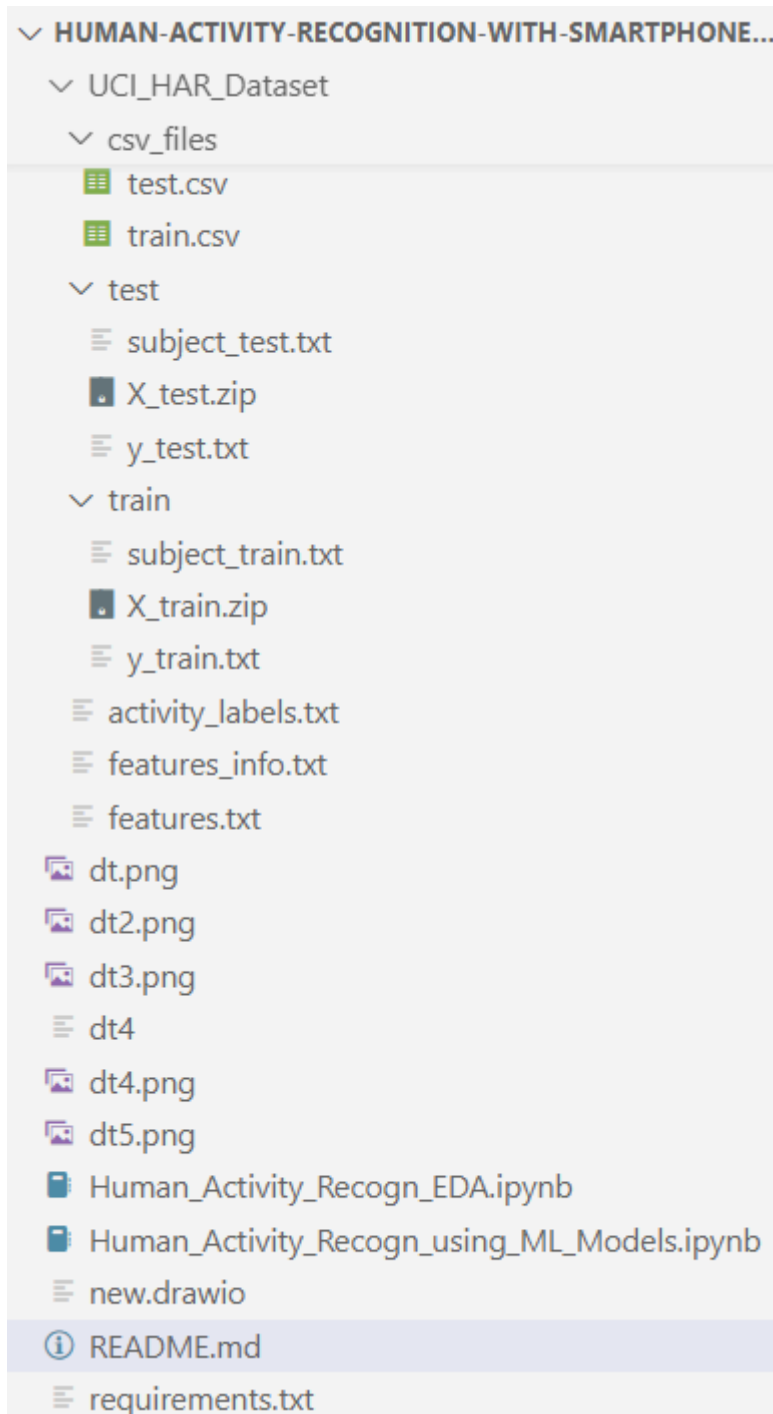 HUMAN-ACTIVITY-RECOGNITION-WITH-SMARTPHONE...
UCI_HAR_Dataset
csv_files
test.csv
train.csv
test
subject_test.txt
X_test.zip
y_test.txt
train
subject_train.txt
X_train.zip
y_train.txt
activity_labels.txt
features_info.txt
features.txt
dt.png
dt2.png
dt3.png
dt4
dt4.png
dt5.png
Human_Activity_Recogn_EDA.ipynb
Human_Activity_Recogn_using_ML_Models.ipynb
new.drawio
README.md
requirements.txt